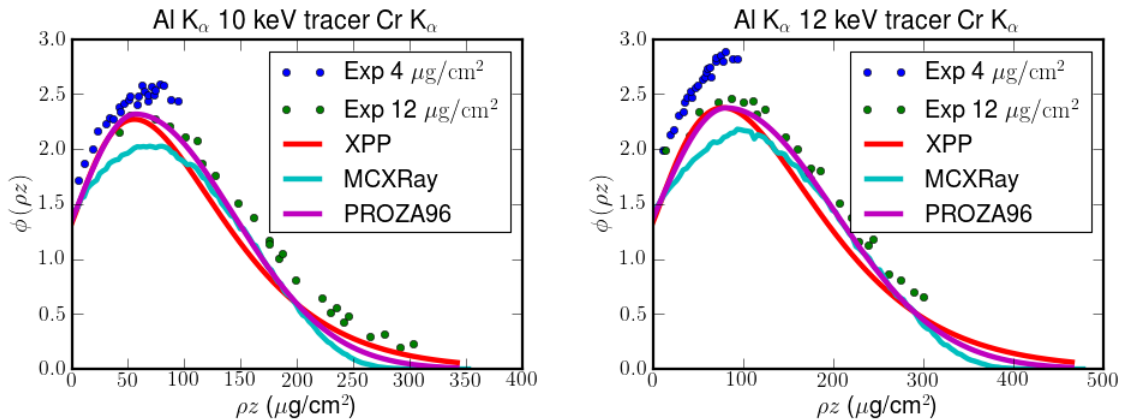 Al Kα 10 keV tracer Cr Kα
3.0
2.5
2.0
1.5
1.0
0.5
0.0
ϕ(ρz)
Exp 4 μg/cm²
Exp 12 μg/cm²
XPP
MCXRay
PROZA96
0 50 100 150 200 250 300 350 400
ρz (μg/cm²)
Al Kα 12 keV tracer Cr Kα
3.0
2.5
2.0
1.5
1.0
0.5
0.0
ϕ(ρz)
Exp 4 μg/cm²
Exp 12 μg/cm²
XPP
MCXRay
PROZA96
0 100 200 300 400 500
ρz (μg/cm²)